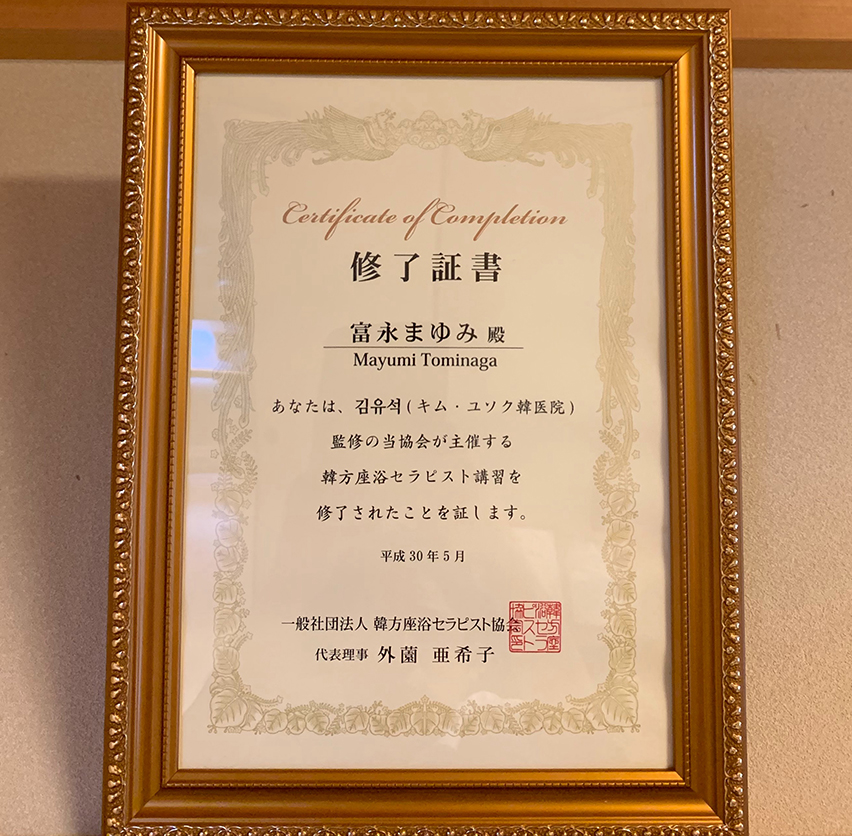 Certificate of Completion
修了証書
富永まゆみ 殿
Mayumi Tominaga
あなたは、김유석(キム・ユソク韓医院)
監修の当協会が主催する
韓方座浴セラピスト講習を
修了されたことを証します。
平成30年5月
一般社団法人 韓方座浴セラピスト協会
代表理事 外薗 亜希子